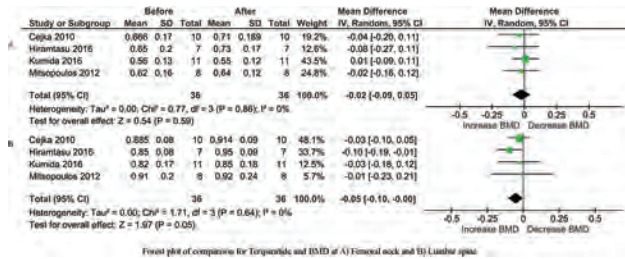 Before After Mean Difference Mean Difference
Study or Subgroup Mean SD Total Mean SD Total Weight IV, Random, 95% CI IV, Random, 95% CI
Cejka 2010 0.666 0.17 10 0.71 0.189 10 19.2% -0.04 [-0.20, 0.11]
Hiramtasu 2016 0.65 0.2 7 0.73 0.17 7 12.6% -0.08 [-0.27, 0.11]
Kumida 2016 0.56 0.13 11 0.55 0.12 11 43.5% 0.01 [-0.09, 0.11]
Mitsopoulos 2012 0.62 0.16 8 0.64 0.12 8 24.8% -0.02 [-0.16, 0.12]
Total (95% CI) 36 36 100.0% -0.02 [-0.09, 0.05]
Heterogeneity: Tau² = 0.00; Chi² = 0.77, df = 3 (P = 0.86); I² = 0%
Test for overall effect: Z = 0.54 (P = 0.59)
-0.5 -0.25 0 0.25 0.5
Increase BMD Decrease BMD
Cejka 2010 0.885 0.08 10 0.914 0.09 10 48.1% -0.03 [-0.10, 0.05]
Hiramtasu 2016 0.85 0.08 7 0.95 0.09 7 33.7% -0.10 [-0.19, -0.01]
Kumida 2016 0.82 0.17 11 0.85 0.18 11 12.5% -0.03 [-0.18, 0.12]
Mitsopoulos 2012 0.91 0.2 8 0.92 0.24 8 5.7% -0.01 [-0.23, 0.21]
Total (95% CI) 36 36 100.0% -0.05 [-0.10, -0.00]
Heterogeneity: Tau² = 0.00; Chi² = 1.71, df = 3 (P = 0.64); I² = 0%
Test for overall effect: Z = 1.97 (P = 0.05)
-0.5 -0.25 0 0.25 0.5
Increase BMD Decrease BMD
Forest plot of comparison for Teriparatide and BMD at A) Femoral neck and B) Lumbar spine